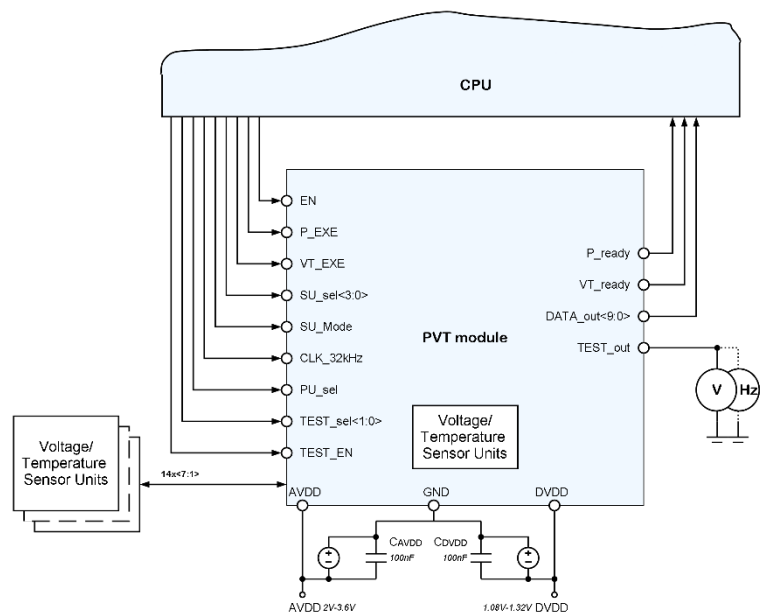 CPU
EN
P_EXE
VT_EXE
SU_sel<3:0>
SU_Mode
CLK_32kHz
PU_sel
TEST_sel<1:0>
TEST_EN
P_ready
VT_ready
DATA_out<9:0>
TEST_out
PVT module
V
Hz
Voltage/
Temperature
Sensor Units
Voltage/
Temperature
Sensor Units
14x<7:1>
AVDD
GND
DVDD
CAVDD
100nF
CDVDD
100nF
AVDD 2V-3.6V
1.08V-1.32V DVDD